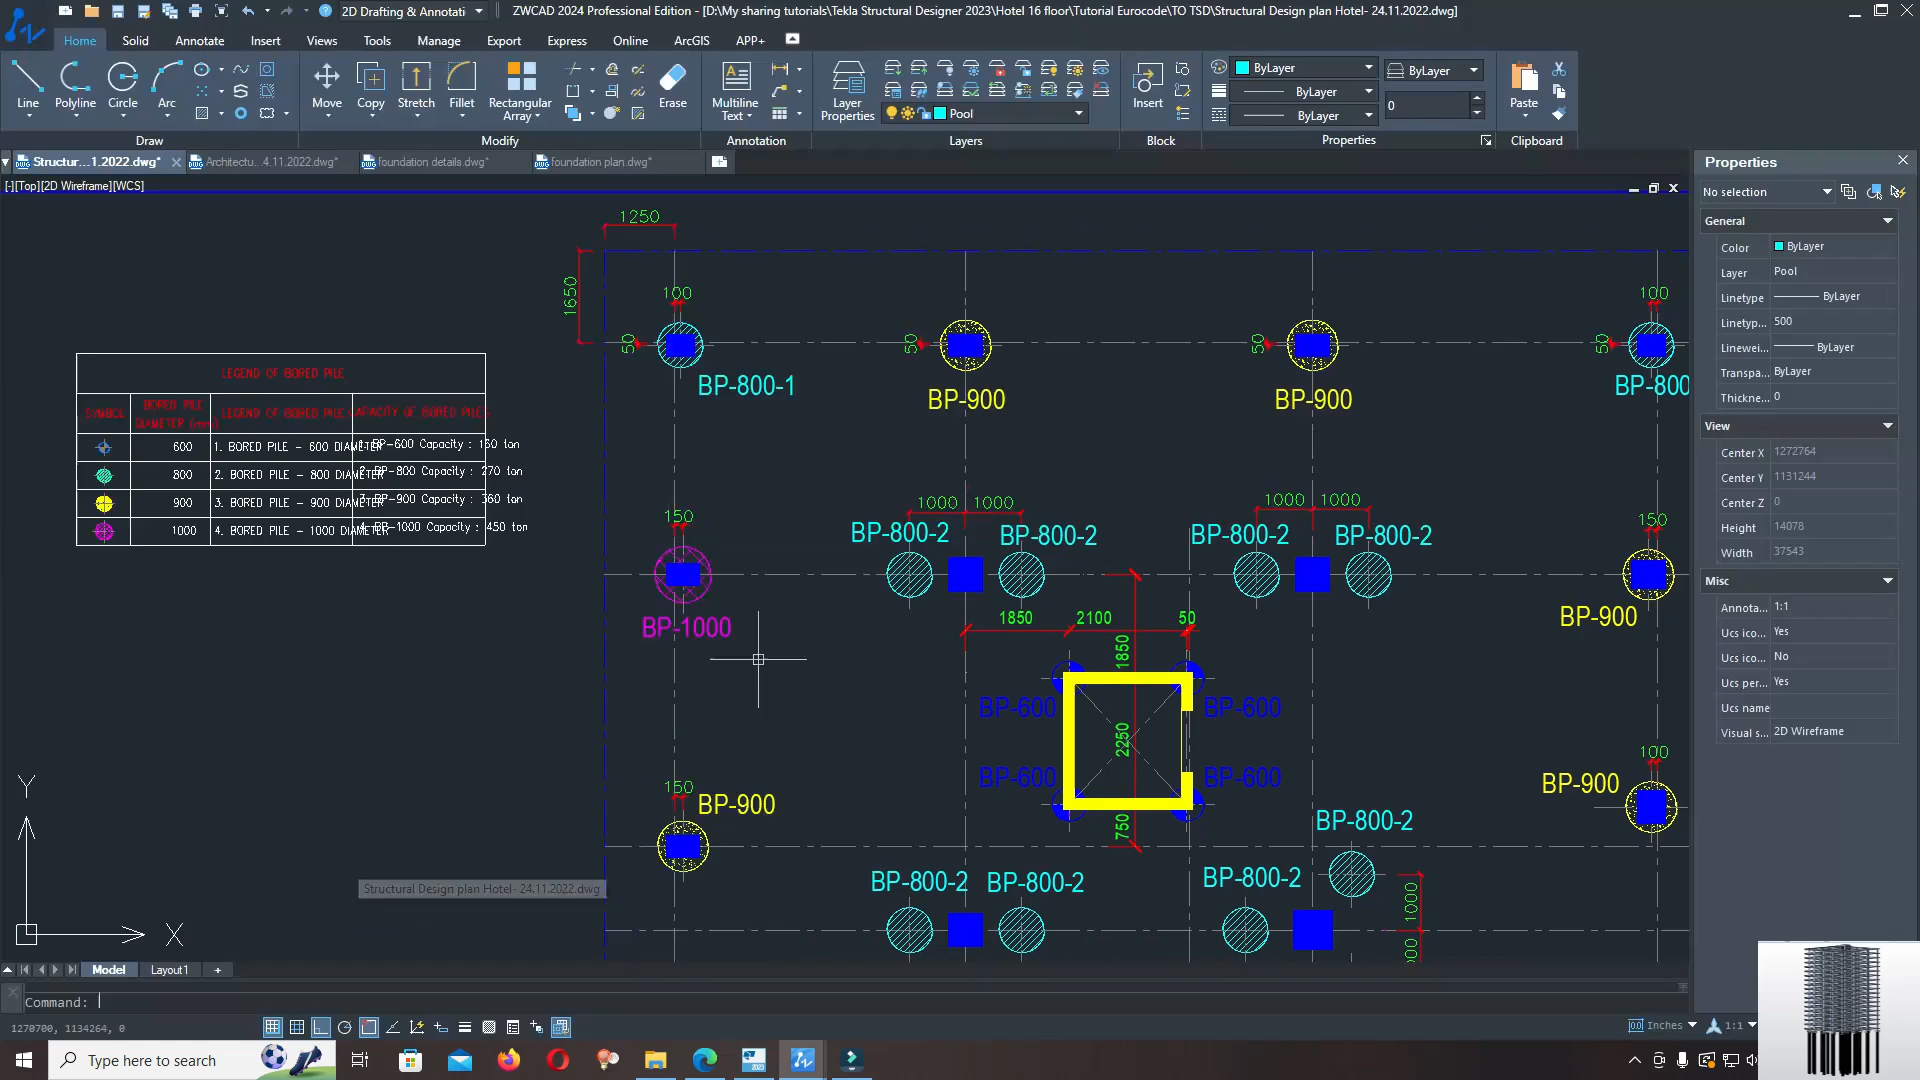 2D Drafting & Annotati
ZWCAD 2024 Professional Edition - [D:\My sharing tutorials\Tekla Structural Designer 2023\Hotel 16 floor\Tutorial Eurocode\TO TSD\Structural Design plan Hotel- 24.11.2022.dwg]
Home Solid Annotate Insert Views Tools Manage Export Express Online ArcGIS APP+
Line Polyline Circle Arc
Move Copy Stretch Fillet Rectangular Array Erase
Multiline Text
Layer Properties
Pool
Insert
ByLayer ByLayer
ByLayer 0
ByLayer
Paste
Draw Modify Annotation Layers Block Properties Clipboard
Structur...1.2022.dwg* Architectu...4.11.2022.dwg* foundation details.dwg* foundation plan.dwg*
[-][Top][2D Wireframe][WCS]
1250
1650
100 100
50 50 50 50
BP-800-1 BP-900 BP-900 BP-800
LEGEND OF BORED PILE
SYMBOL BORED PILE DIAMETER (mm) LEGEND OF BORED PILE CAPACITY OF BORED PILE
600 1. BORED PILE - 600 DIAMETER 1. BP-600 Capacity : 150 ton
800 2. BORED PILE - 800 DIAMETER 2. BP-800 Capacity : 270 ton
900 3. BORED PILE - 900 DIAMETER 3. BP-900 Capacity : 360 ton
1000 4. BORED PILE - 1000 DIAMETER 4. BP-1000 Capacity : 450 ton
150 1000 1000 1000 1000 150
BP-800-2 BP-800-2 BP-800-2 BP-800-2
BP-1000 BP-900
1850 2100 50
1850
BP-600 BP-600
2250
BP-600 BP-600
750
150 BP-900
100
BP-900
BP-800-2
BP-800-2 BP-800-2 BP-800-2
1000
Structural Design plan Hotel- 24.11.2022.dwg
Y
X
Model Layout1 +
Command:
1270700, 1134264, 0
Inches 1:1
Type here to search
Properties
No selection
General
Color ByLayer
Layer Pool
Linetype ByLayer
Linetyp... 500
Linewei... ByLayer
Transpa... ByLayer
Thickne... 0
View
Center X 1272764
Center Y 1131244
Center Z 0
Height 14078
Width 37543
Misc
Annota... 1:1
Ucs ico... Yes
Ucs ico... No
Ucs per... Yes
Ucs name
Visual s... 2D Wireframe